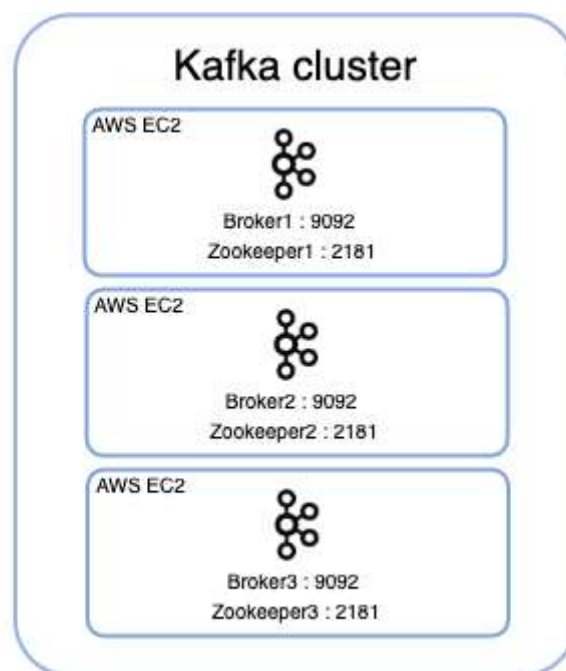 Kafka cluster
AWS EC2
Broker1 : 9092
Zookeeper1 : 2181
AWS EC2
Broker2 : 9092
Zookeeper2 : 2181
AWS EC2
Broker3 : 9092
Zookeeper3 : 2181